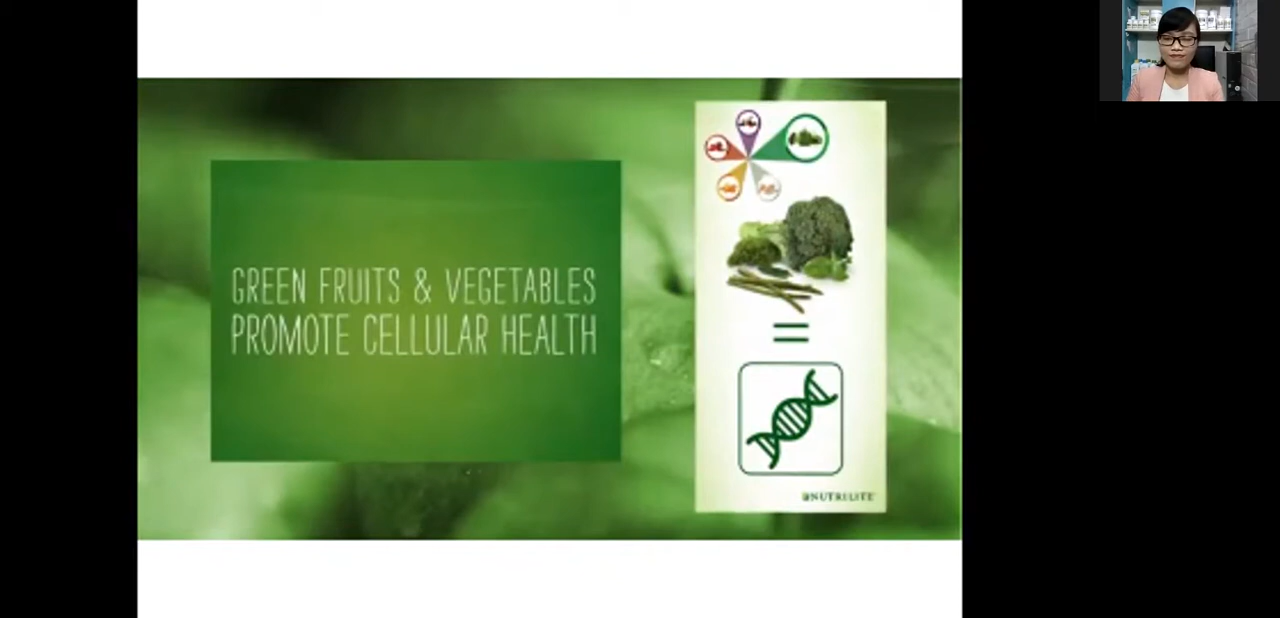 GREEN FRUITS & VEGETABLES
PROMOTE CELLULAR HEALTH
NUTRILITE